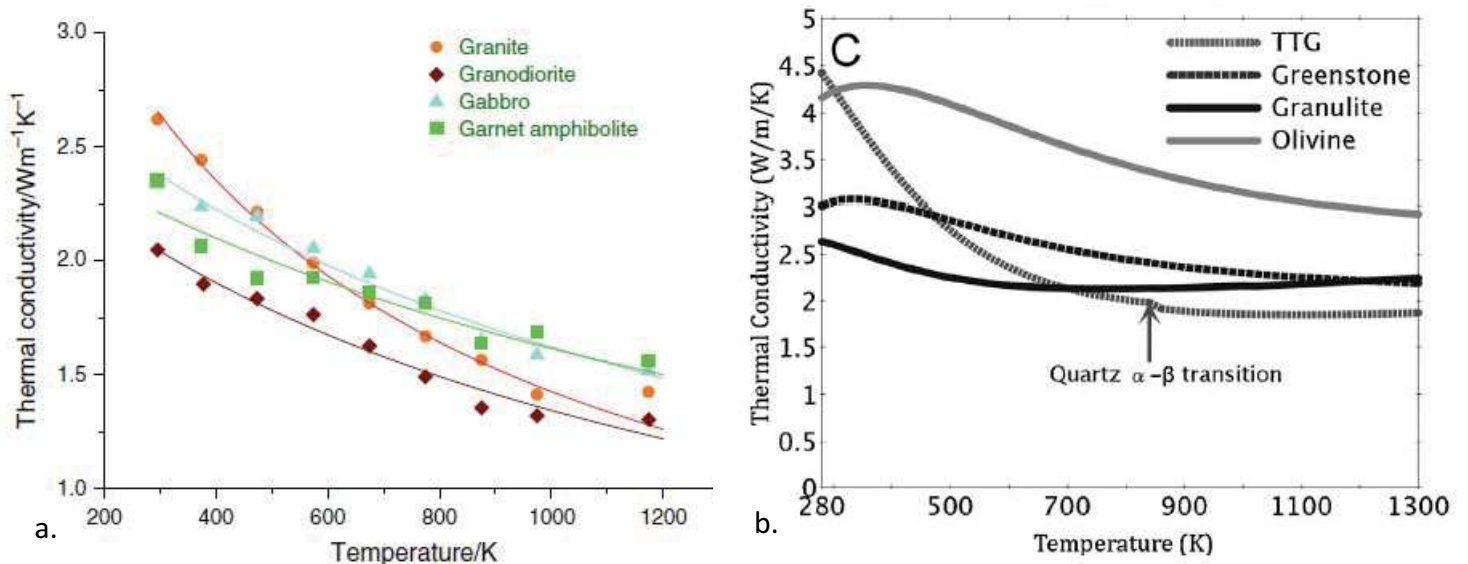 3.0
2.5
2.0
1.5
1.0
Thermal conductivity/Wm⁻¹K⁻¹
Granite
Granodiorite
Gabbro
Garnet amphibolite
200
400
600
800
1000
1200
Temperature/K
a.
5
4.5
4
3.5
3
2.5
2
1.5
1
0.5
0
Thermal Conductivity (W/m/K)
C
TTG
Greenstone
Granulite
Olivine
Quartz α-β transition
280
500
700
900
1100
1300
Temperature (K)
b.